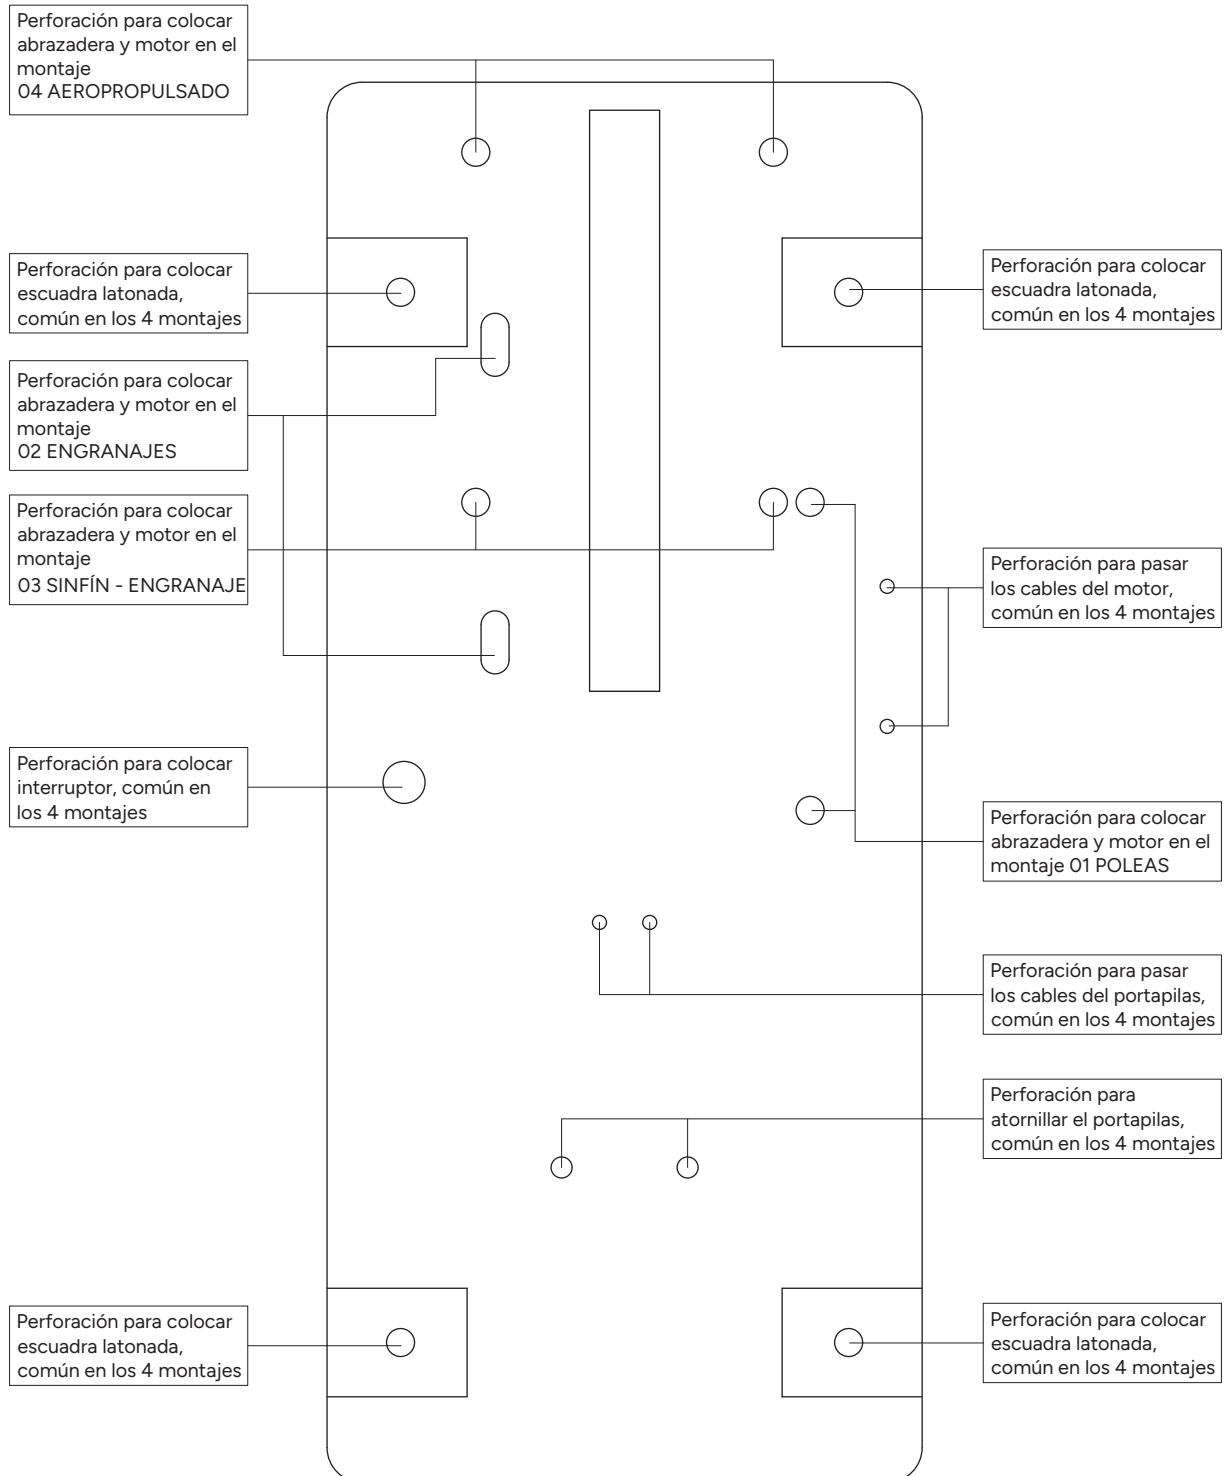 Perforación para colocar
abrazadera y motor en el
montaje
04 AEROPROPULSADO
Perforación para colocar
escuadra latonada,
común en los 4 montajes
Perforación para colocar
abrazadera y motor en el
montaje
02 ENGRANAJES
Perforación para colocar
abrazadera y motor en el
montaje
03 SINFÍN - ENGRANAJE
Perforación para colocar
interruptor, común en
los 4 montajes
Perforación para colocar
escuadra latonada,
común en los 4 montajes
Perforación para colocar
escuadra latonada,
común en los 4 montajes
Perforación para pasar
los cables del motor,
común en los 4 montajes
Perforación para colocar
abrazadera y motor en el
montaje 01 POLEAS
Perforación para pasar
los cables del portapilas,
común en los 4 montajes
Perforación para
atornillar el portapilas,
común en los 4 montajes
Perforación para colocar
escuadra latonada,
común en los 4 montajes